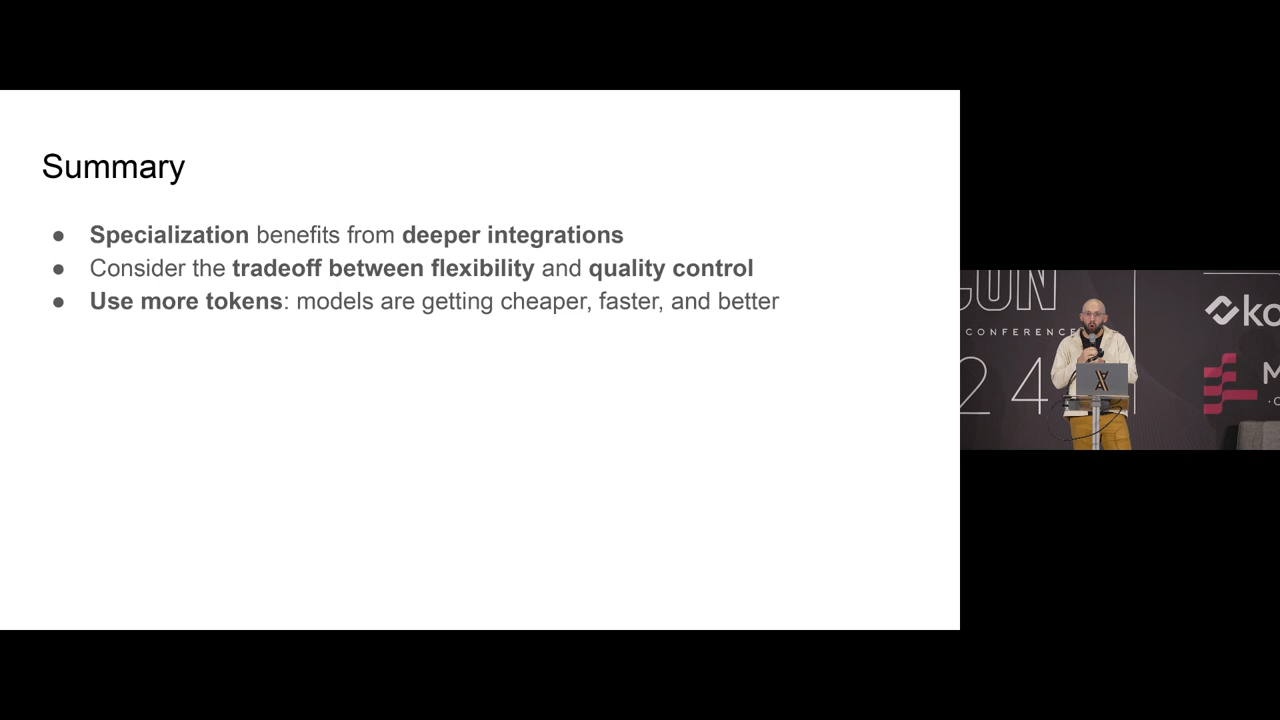 Summary
● Specialization benefits from deeper integrations
● Consider the tradeoff between flexibility and quality control
● Use more tokens: models are getting cheaper, faster, and better
CON
CONFERENCE
24